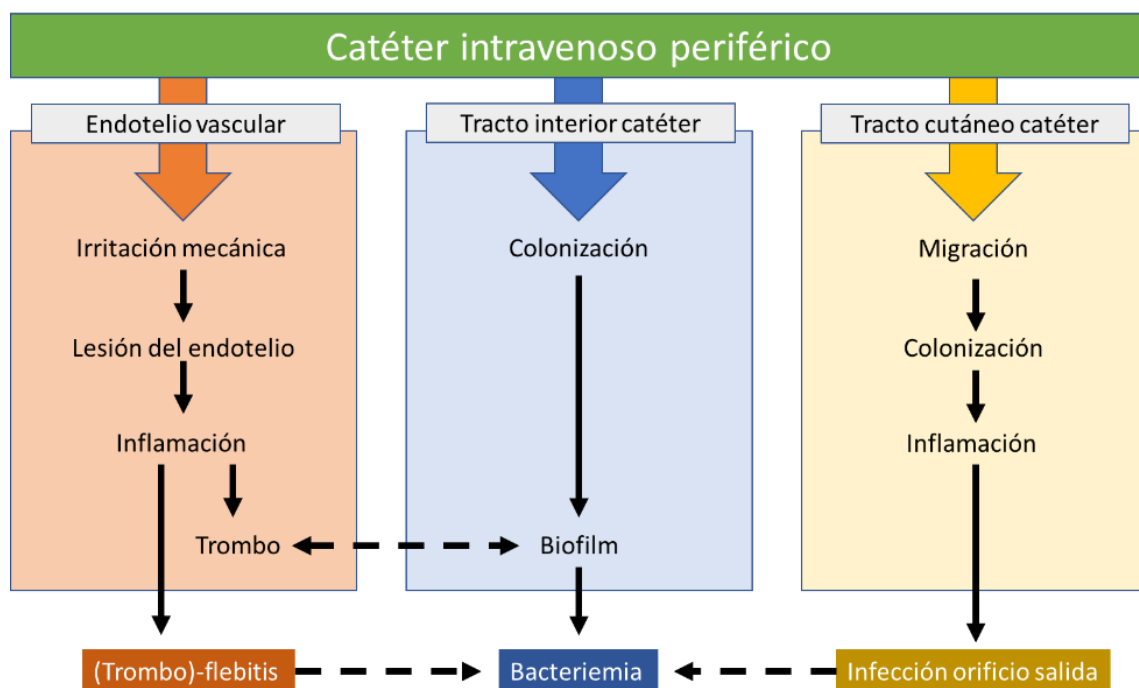 Catéter intravenoso periférico
Endotelio vascular
Irritación mecánica
Lesión del endotelio
Inflamación
Trombo
(Trombo)-flebitis
Tracto interior catéter
Colonización
Biofilm
Bacteriemia
Tracto cutáneo catéter
Migración
Colonización
Inflamación
Infección orificio salida